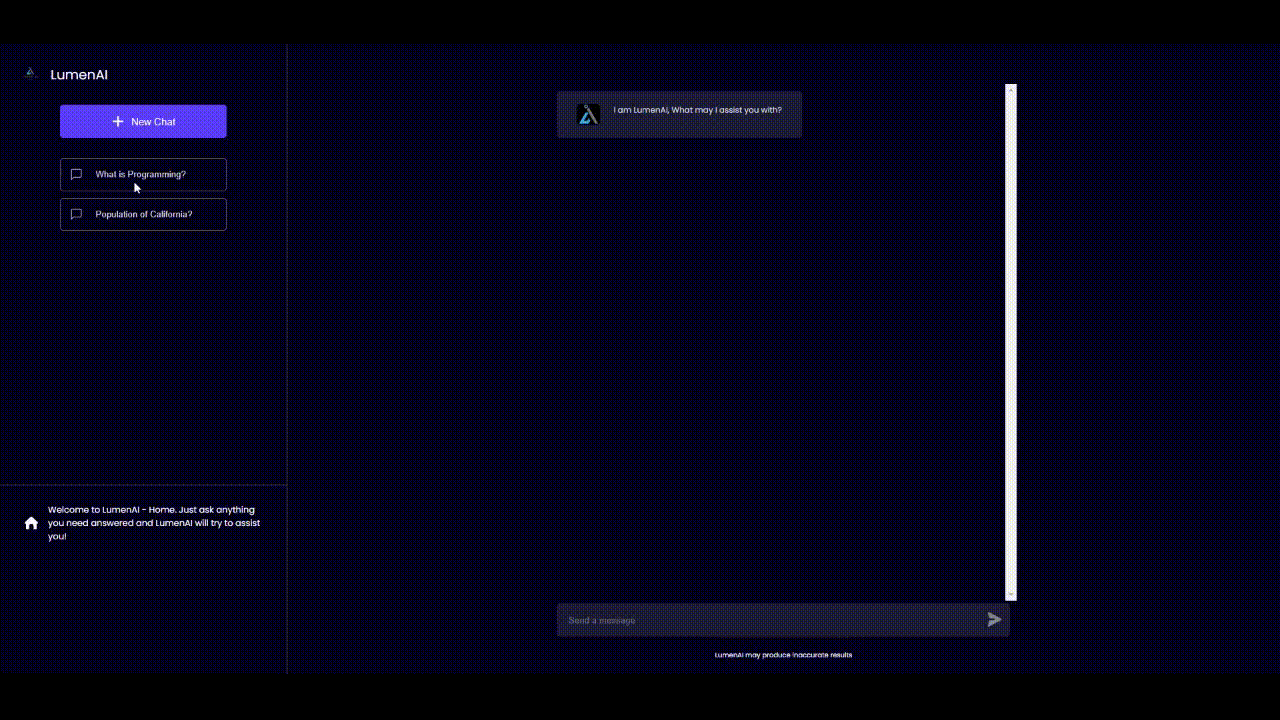 LumenAI
New Chat
What is Programming?
Population of California?
Welcome to LumenAI - Home. Just ask anything
you need answered and LumenAI will try to assist
you!
I am LumenAI, What may I assist you with?
Send a message
LumenAI may produce inaccurate results